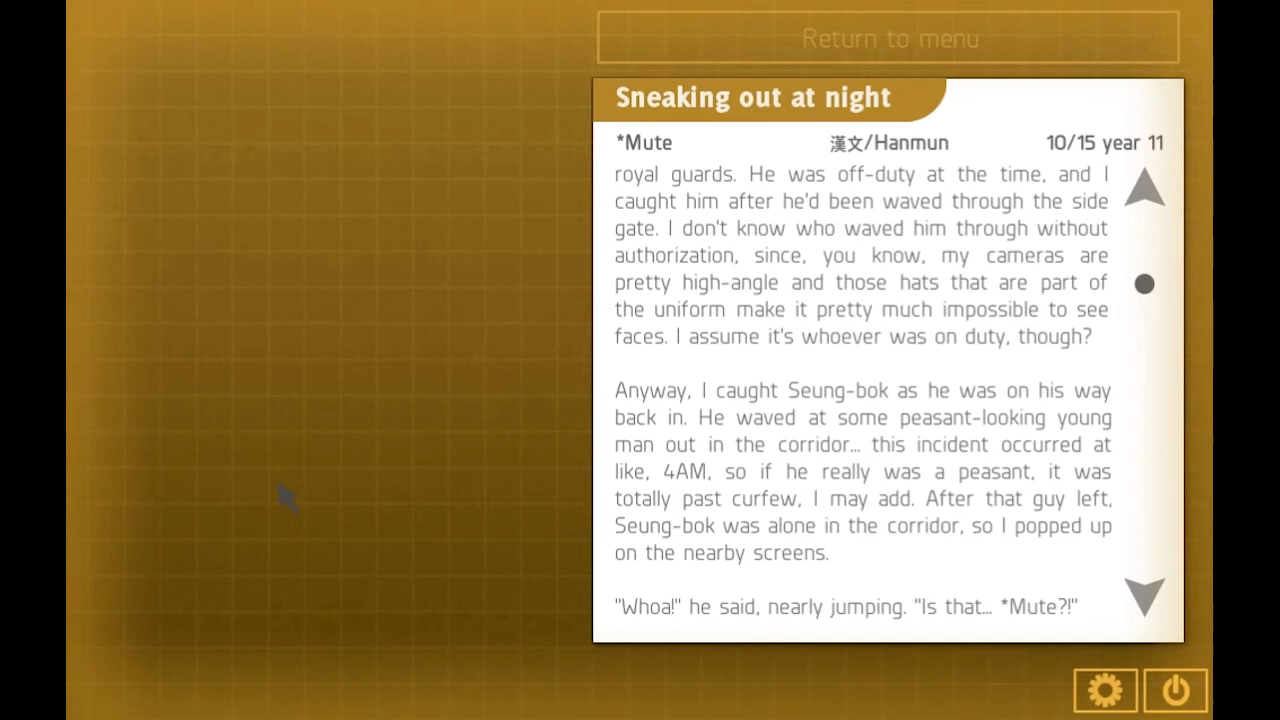 Return to menu
Sneaking out at night
*Mute 漢文/Hanmun 10/15 year 11
royal guards. He was off-duty at the time, and I
caught him after he'd been waved through the side
gate. I don't know who waved him through without
authorization, since, you know, my cameras are
pretty high-angle and those hats that are part of
the uniform make it pretty much impossible to see
faces. I assume it's whoever was on duty, though?
Anyway, I caught Seung-bok as he was on his way
back in. He waved at some peasant-looking young
man out in the corridor... this incident occurred at
like, 4AM, so if he really was a peasant, it was
totally past curfew, I may add. After that guy left,
Seung-bok was alone in the corridor, so I popped up
on the nearby screens.
"Whoa!" he said, nearly jumping. "Is that... *Mute?!"